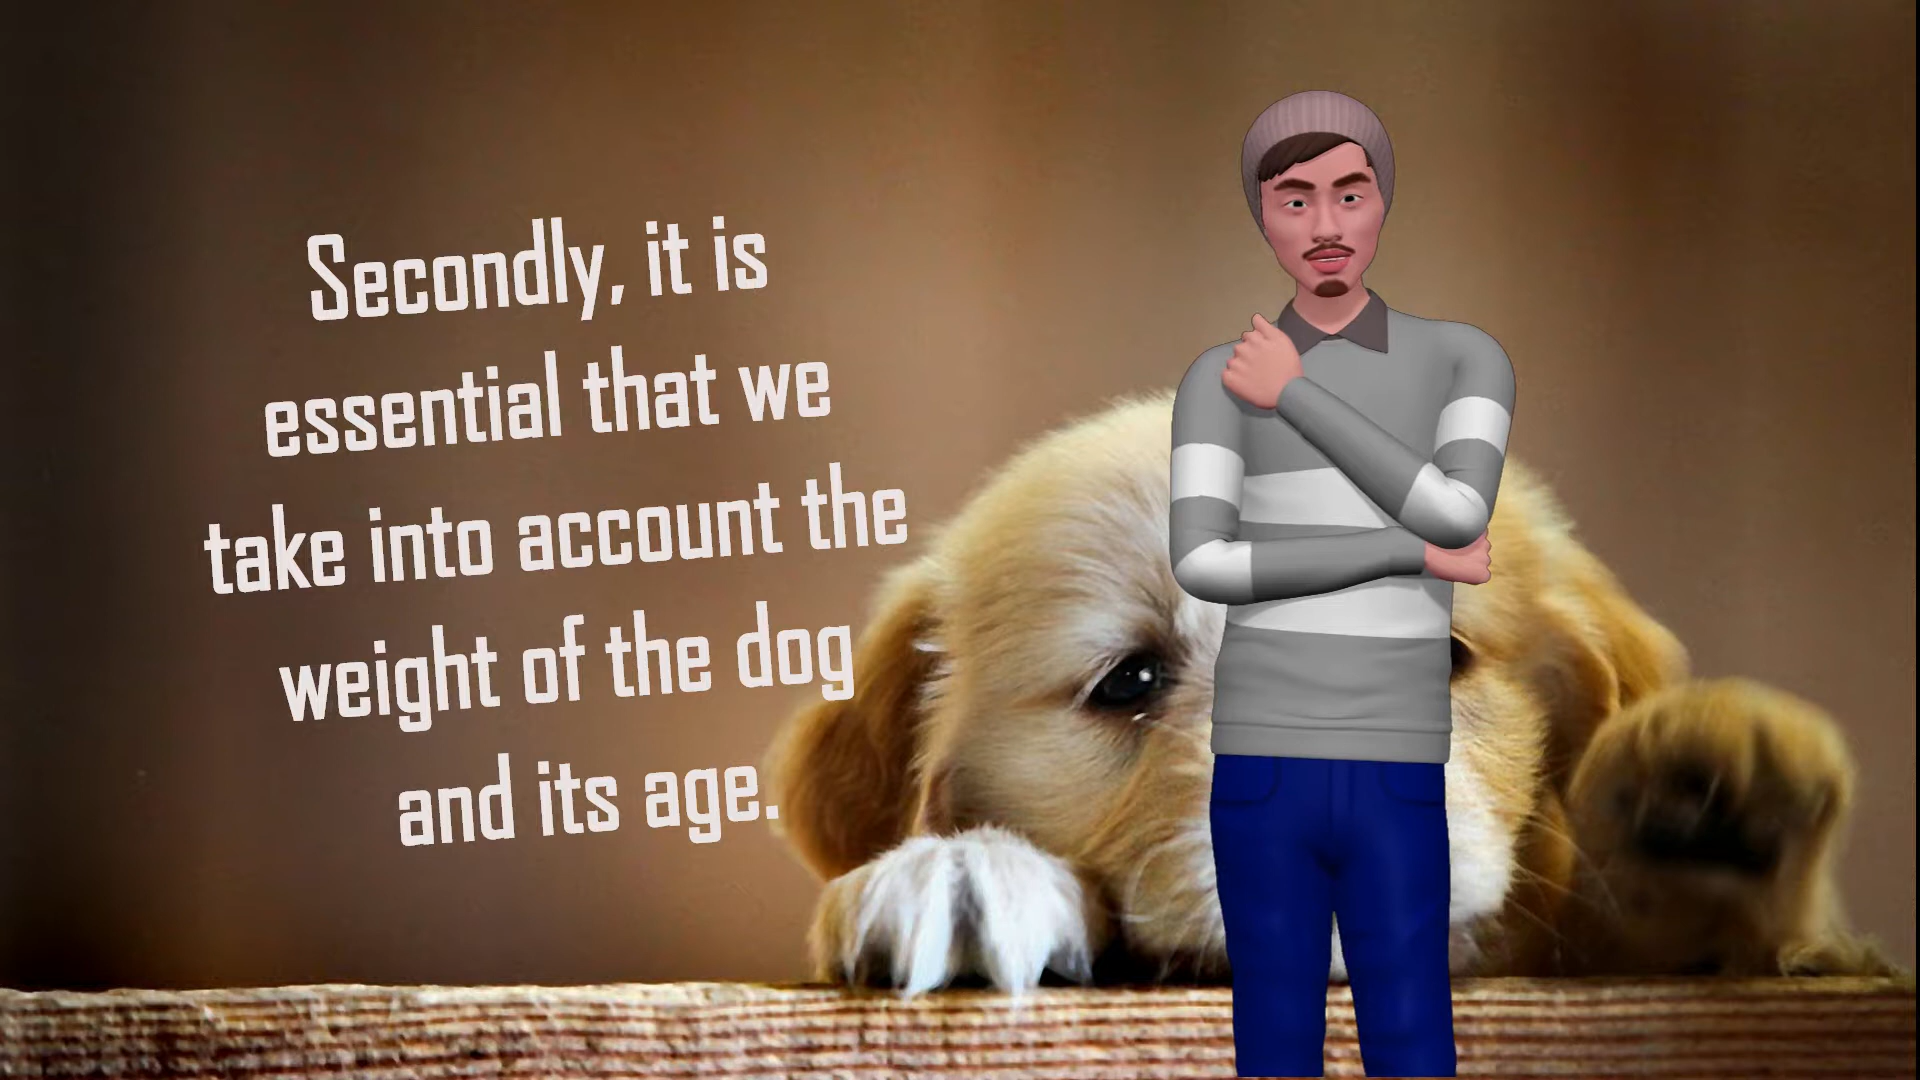 Secondly, it is
essential that we
take into account the
weight of the dog
and its age.